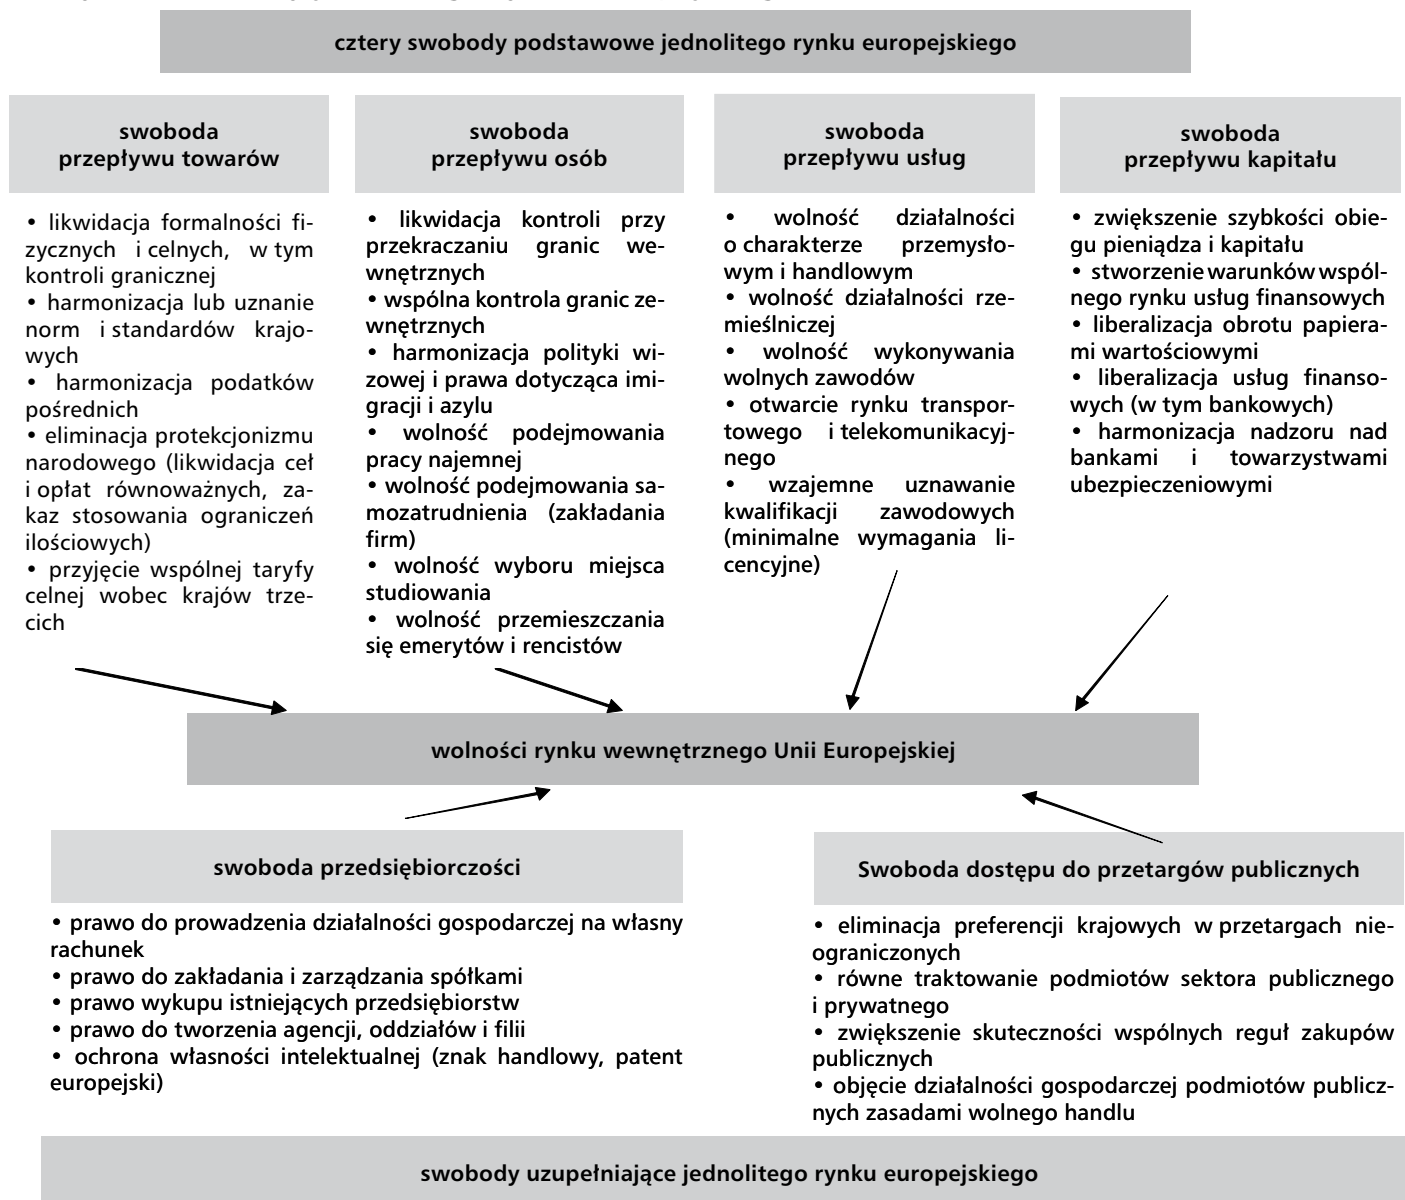 cztery swobody podstawowe jednolitego rynku europejskiego
swoboda
przepływu towarów
• likwidacja formalności fi-
zycznych i celnych, w tym
kontroli granicznej
• harmonizacja lub uznanie
norm i standardów krajo-
wych
• harmonizacja podatków
pośrednich
• eliminacja protekcjonizmu
narodowego (likwidacja ceł
i opłat równoważnych, za-
kaz stosowania ograniczeń
ilościowych)
• przyjęcie wspólnej taryfy
celnej wobec krajów trze-
cich
swoboda
przepływu osób
• likwidacja kontroli przy
przekraczaniu granic we-
wnętrznych
• wspólna kontrola granic ze-
wnętrznych
• harmonizacja polityki wi-
zowej i prawa dotycząca imi-
gracji i azylu
• wolność podejmowania
pracy najemnej
• wolność podejmowania sa-
mozatrudnienia (zakładania
firm)
• wolność wyboru miejsca
studiowania
• wolność przemieszczania
się emerytów i rencistów
swoboda
przepływu usług
• wolność działalności
o charakterze przemysło-
wym i handlowym
• wolność działalności rze-
mieślniczej
• wolność wykonywania
wolnych zawodów
• otwarcie rynku transpor-
towego i telekomunikacyj-
nego
• wzajemne uznawanie
kwalifikacji zawodowych
(minimalne wymagania li-
cencyjne)
swoboda
przepływu kapitału
• zwiększenie szybkości obie-
gu pieniądza i kapitału
• stworzenie warunków wspól-
nego rynku usług finansowych
• liberalizacja obrotu papiera-
mi wartościowymi
• liberalizacja usług finanso-
wych (w tym bankowych)
• harmonizacja nadzoru nad
bankami i towarzystwami
ubezpieczeniowymi
wolności rynku wewnętrznego Unii Europejskiej
swoboda przedsiębiorczości
• prawo do prowadzenia działalności gospodarczej na własny
rachunek
• prawo do zakładania i zarządzania spółkami
• prawo wykupu istniejących przedsiębiorstw
• prawo do tworzenia agencji, oddziałów i filii
• ochrona własności intelektualnej (znak handlowy, patent
europejski)
Swoboda dostępu do przetargów publicznych
• eliminacja preferencji krajowych w przetargach nie-
ograniczonych
• równe traktowanie podmiotów sektora publicznego
i prywatnego
• zwiększenie skuteczności wspólnych reguł zakupów
publicznych
• objęcie działalności gospodarczej podmiotów publicz-
nych zasadami wolnego handlu
swobody uzupełniające jednolitego rynku europejskiego